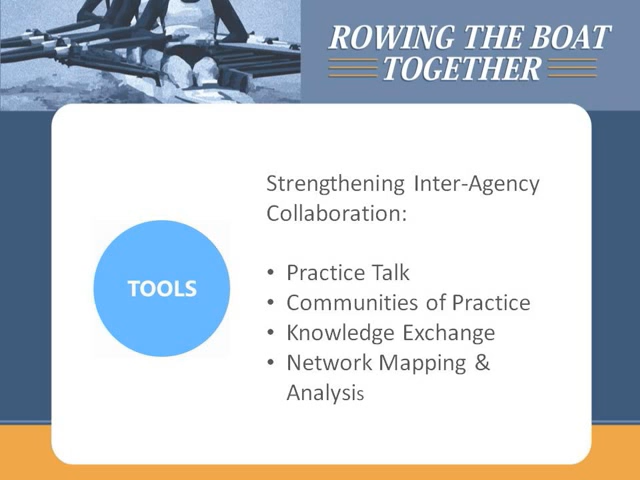 ROWING THE BOAT
TOGETHER
Strengthening Inter-Agency
Collaboration:
TOOLS
• Practice Talk
• Communities of Practice
• Knowledge Exchange
• Network Mapping &
Analysis